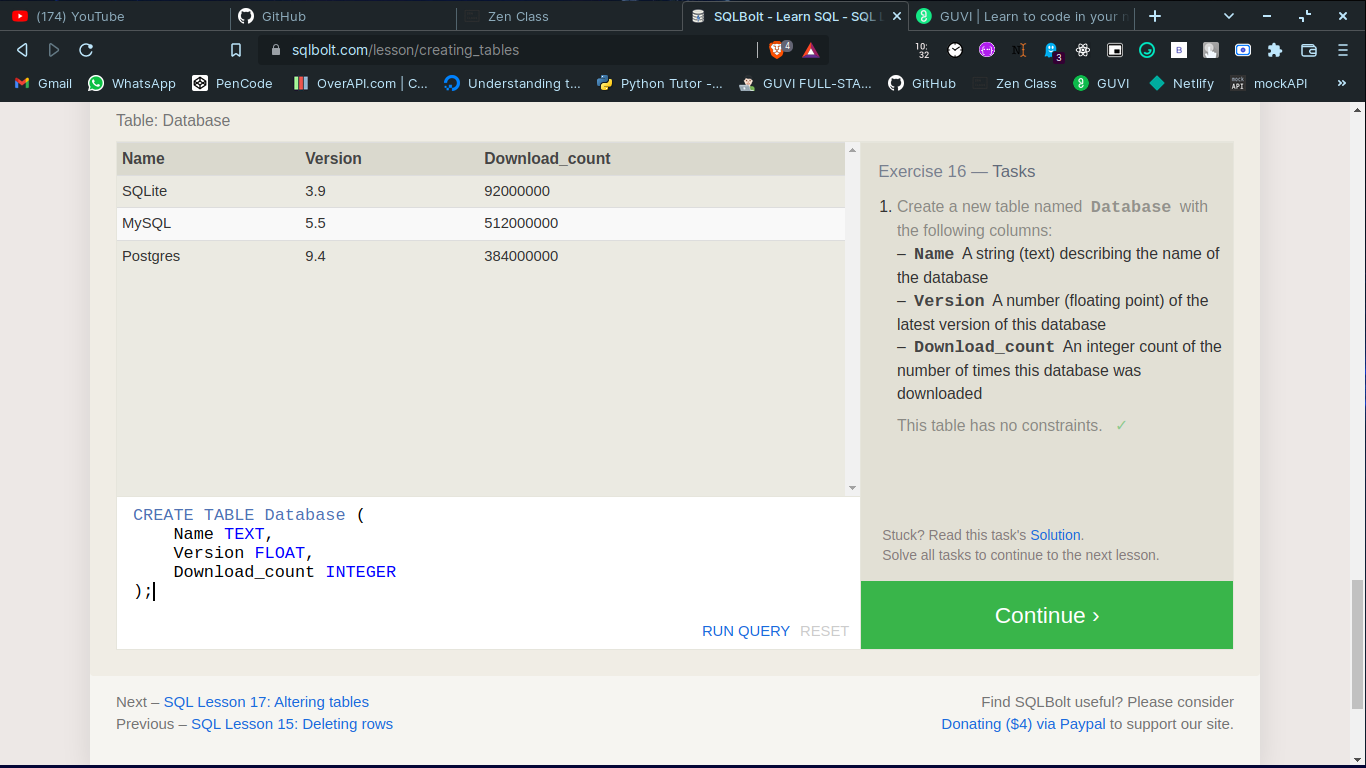 (174) YouTube
GitHub
Zen Class
SQLBolt - Learn SQL - SQL
GUVI | Learn to code in your
sqlbolt.com/lesson/creating_tables
4
10:
32
3
B
Gmail
WhatsApp
PenCode
OverAPI.com | C...
Understanding t...
Python Tutor -...
GUVI FULL-STA...
GitHub
Zen Class
GUVI
Netlify
mock
API
mockAPI
»
Table: Database
Name Version Download_count
SQLite 3.9 92000000
MySQL 5.5 512000000
Postgres 9.4 384000000
CREATE TABLE Database (
Name TEXT,
Version FLOAT,
Download_count INTEGER
);
RUN QUERY RESET
Exercise 16 — Tasks
1. Create a new table named Database with
the following columns:
– Name A string (text) describing the name of
the database
– Version A number (floating point) of the
latest version of this database
– Download_count An integer count of the
number of times this database was
downloaded
This table has no constraints. ✓
Stuck? Read this task's Solution.
Solve all tasks to continue to the next lesson.
Continue ›
Next – SQL Lesson 17: Altering tables
Previous – SQL Lesson 15: Deleting rows
Find SQLBolt useful? Please consider
Donating ($4) via Paypal to support our site.